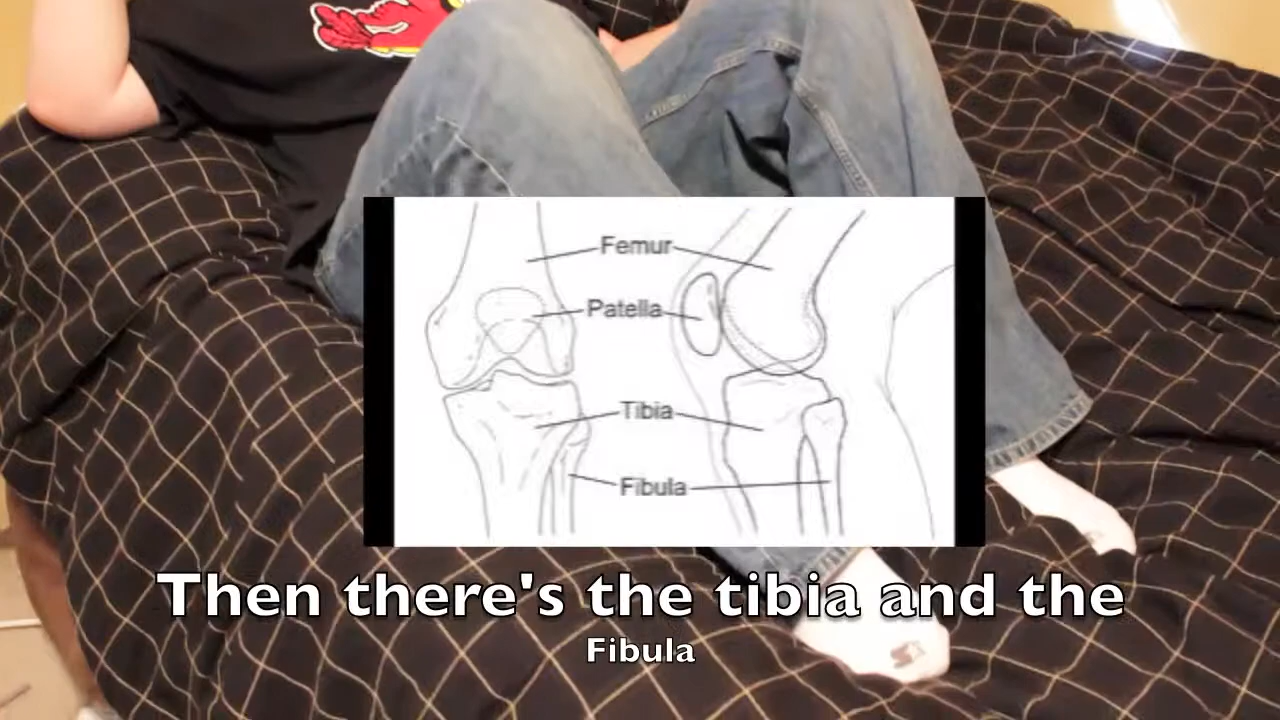 Femur
Patella
Tibia
Fibula
Then there's the tibia and the
Fibula